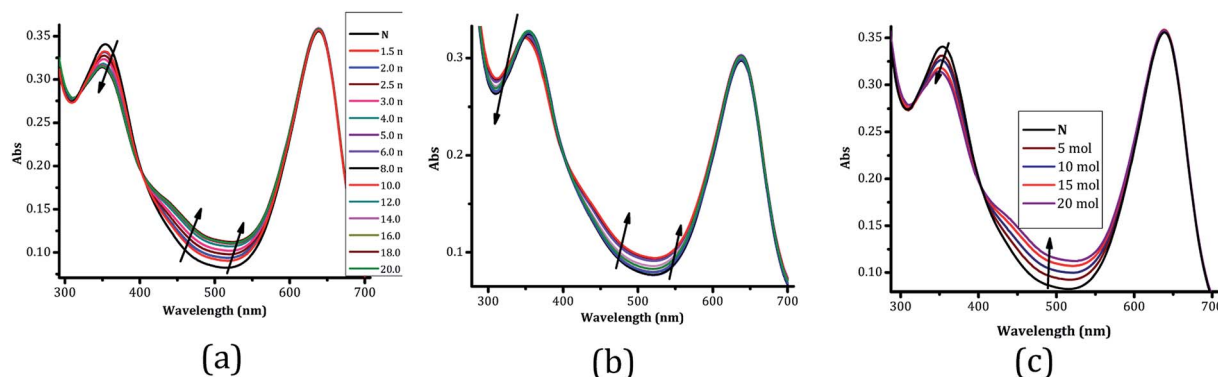 0.35
0.30
0.25
0.20
0.15
0.10
Abs
300
400
500
600
700
Wavelength (nm)
N
1.5 n
2.0 n
2.5 n
3.0 n
4.0 n
5.0 n
6.0 n
8.0 n
10.0
12.0
14.0
16.0
18.0
20.0
(a)
0.3
0.2
0.1
Abs
300
400
500
600
700
Wavelength (nm)
(b)
0.35
0.30
0.25
0.20
0.15
0.10
Abs
300
400
500
600
700
Wavelength (nm)
N
5 mol
10 mol
15 mol
20 mol
(c)